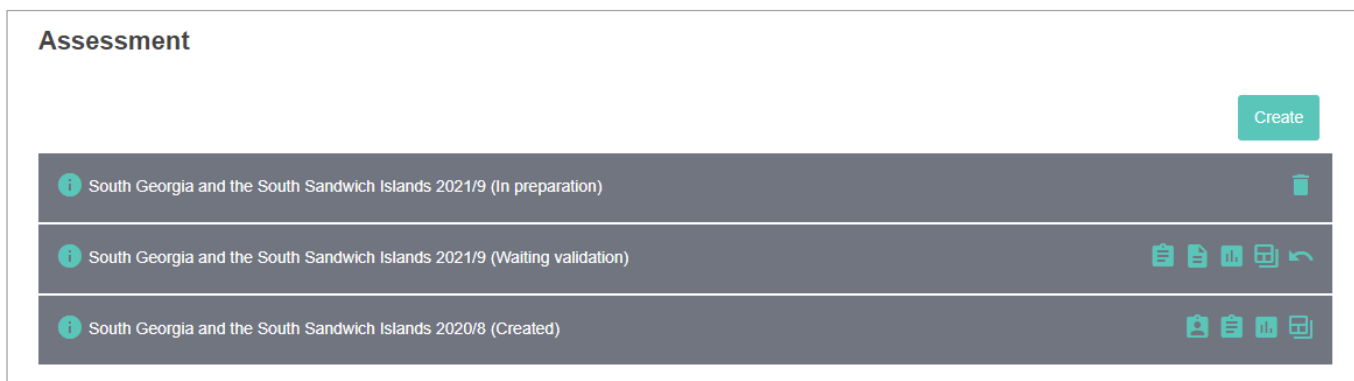 Assessment
Create
South Georgia and the South Sandwich Islands 2021/9 (In preparation)
South Georgia and the South Sandwich Islands 2021/9 (Waiting validation)
South Georgia and the South Sandwich Islands 2020/8 (Created)